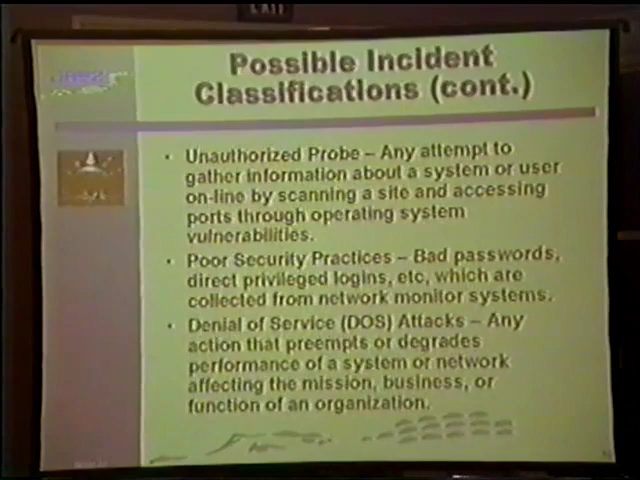 EXIT
Possible Incident
Classifications (cont.)
• Unauthorized Probe – Any attempt to
gather information about a system or user
on-line by scanning a site and accessing
ports through operating system
vulnerabilities.
• Poor Security Practices – Bad passwords,
direct privileged logins, etc, which are
collected from network monitor systems.
• Denial of Service (DOS) Attacks – Any
action that preempts or degrades
performance of a system or network
affecting the mission, business, or
function of an organization.